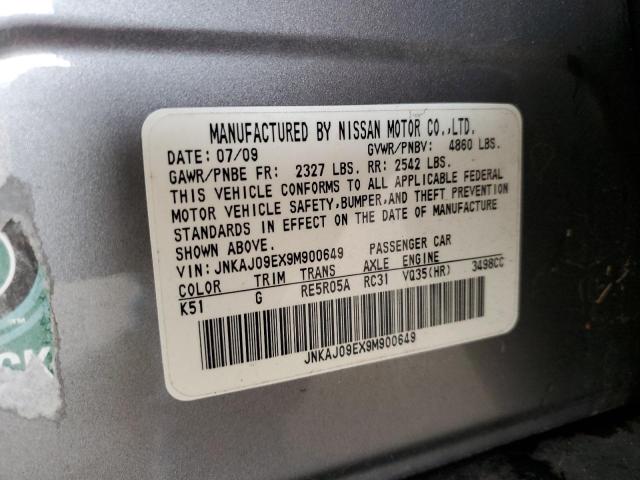 MANUFACTURED BY NISSAN MOTOR CO.,LTD.
DATE: 07/09 GVWR/PNBV: 4860 LBS.
GAWR/PNBE FR: 2327 LBS. RR: 2542 LBS.
THIS VEHICLE CONFORMS TO ALL APPLICABLE FEDERAL
MOTOR VEHICLE SAFETY, BUMPER, AND THEFT PREVENTION
STANDARDS IN EFFECT ON THE DATE OF MANUFACTURE
SHOWN ABOVE.
VIN: JNKAJ09EX9M900649 PASSENGER CAR
COLOR TRIM TRANS AXLE ENGINE
K51 G RE5R05A RC31 VQ35(HR) 3498CC
JNKAJ09EX9M900649
CK